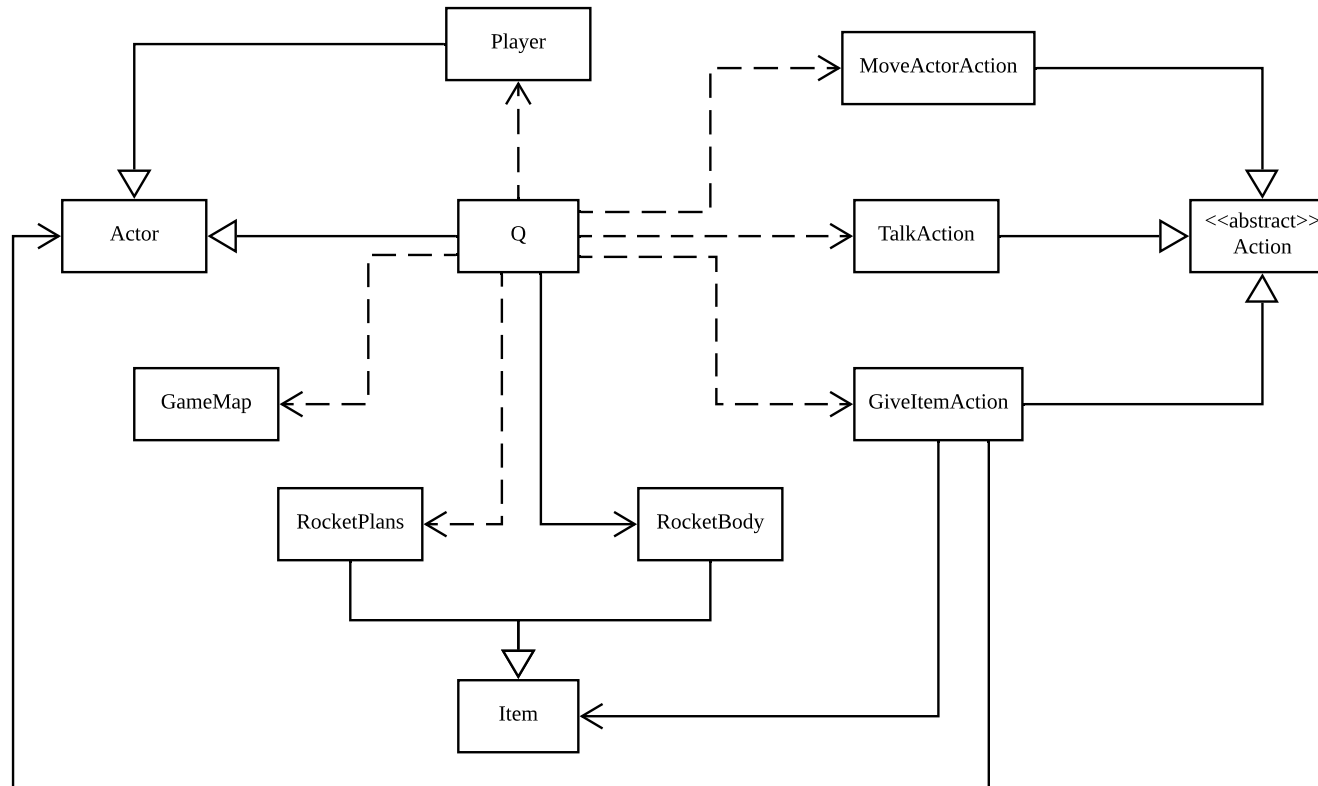 Player
MoveActorAction
Actor
Q
TalkAction
<<abstract>>
Action
GameMap
GiveItemAction
RocketPlans
RocketBody
Item